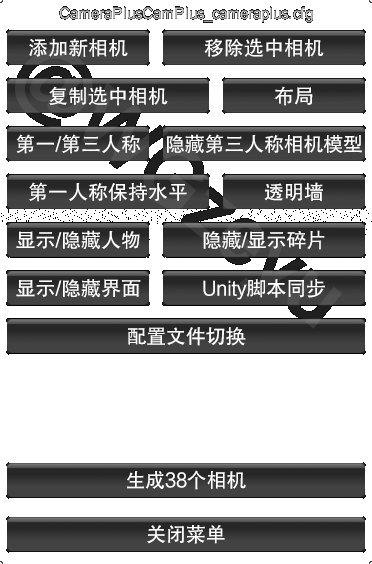 CameraPlusCamPlus_cameraplus.cfg
添加新相机 移除选中相机
复制选中相机 布局
第一/第三人称 隐藏第三人称相机模型
第一人称保持水平 透明墙
显示/隐藏人物 隐藏/显示碎片
显示/隐藏界面 Unity脚本同步
配置文件切换
生成38个相机
关闭菜单